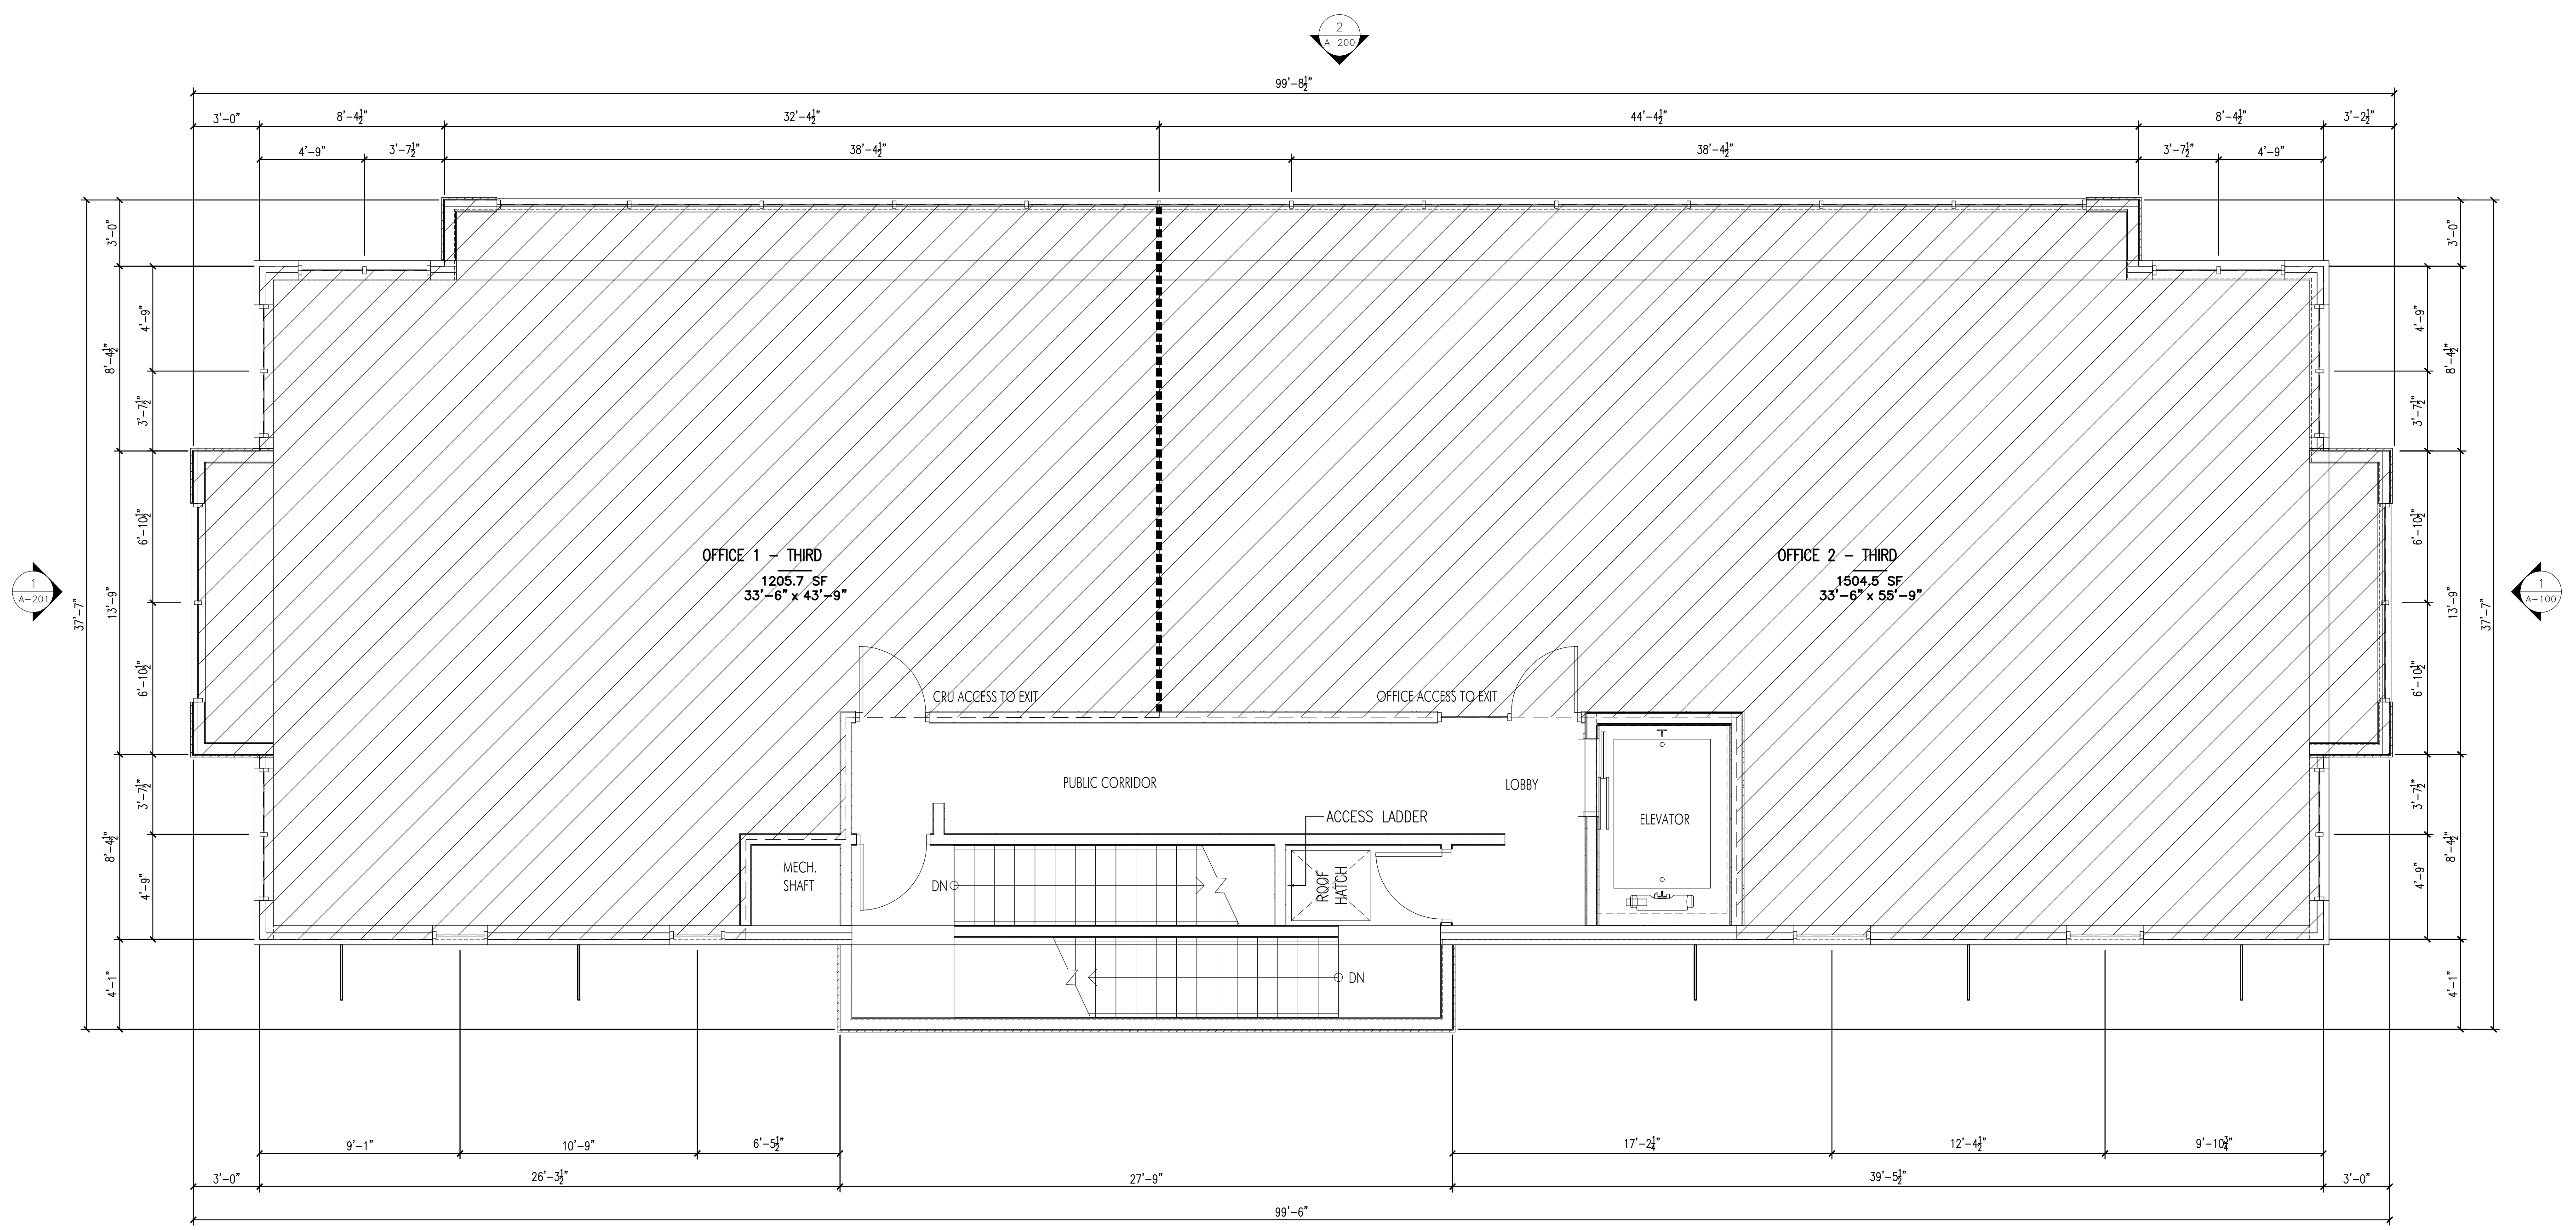 2
A-200
99'-8½"
3'-0" 8'-4½" 32'-4½" 44'-4½" 8'-4½" 3'-2½"
4'-9" 3'-7½" 38'-4½" 38'-4½" 3'-7½" 4'-9"
3'-0"
4'-9"
8'-4½"
3'-7½"
6'-10½"
13'-9"
37'-7"
6'-10½"
3'-7½"
8'-4½"
4'-9"
4'-1"
1
A-201
OFFICE 1 - THIRD
1205.7 SF
33'-6" x 43'-9"
OFFICE 2 - THIRD
1504.5 SF
33'-6" x 55'-9"
CRU ACCESS TO EXIT
OFFICE ACCESS TO EXIT
PUBLIC CORRIDOR
LOBBY
ACCESS LADDER
ELEVATOR
MECH.
SHAFT
DN
ROOF
HATCH
DN
3'-0"
4'-9"
8'-4½"
3'-7½"
6'-10½"
13'-9"
37'-7"
6'-10½"
3'-7½"
8'-4½"
4'-9"
4'-1"
1
A-100
9'-1" 10'-9" 6'-5½" 17'-2¼" 12'-4½" 9'-10¾"
3'-0" 26'-3½" 27'-9" 39'-5½" 3'-0"
99'-6"